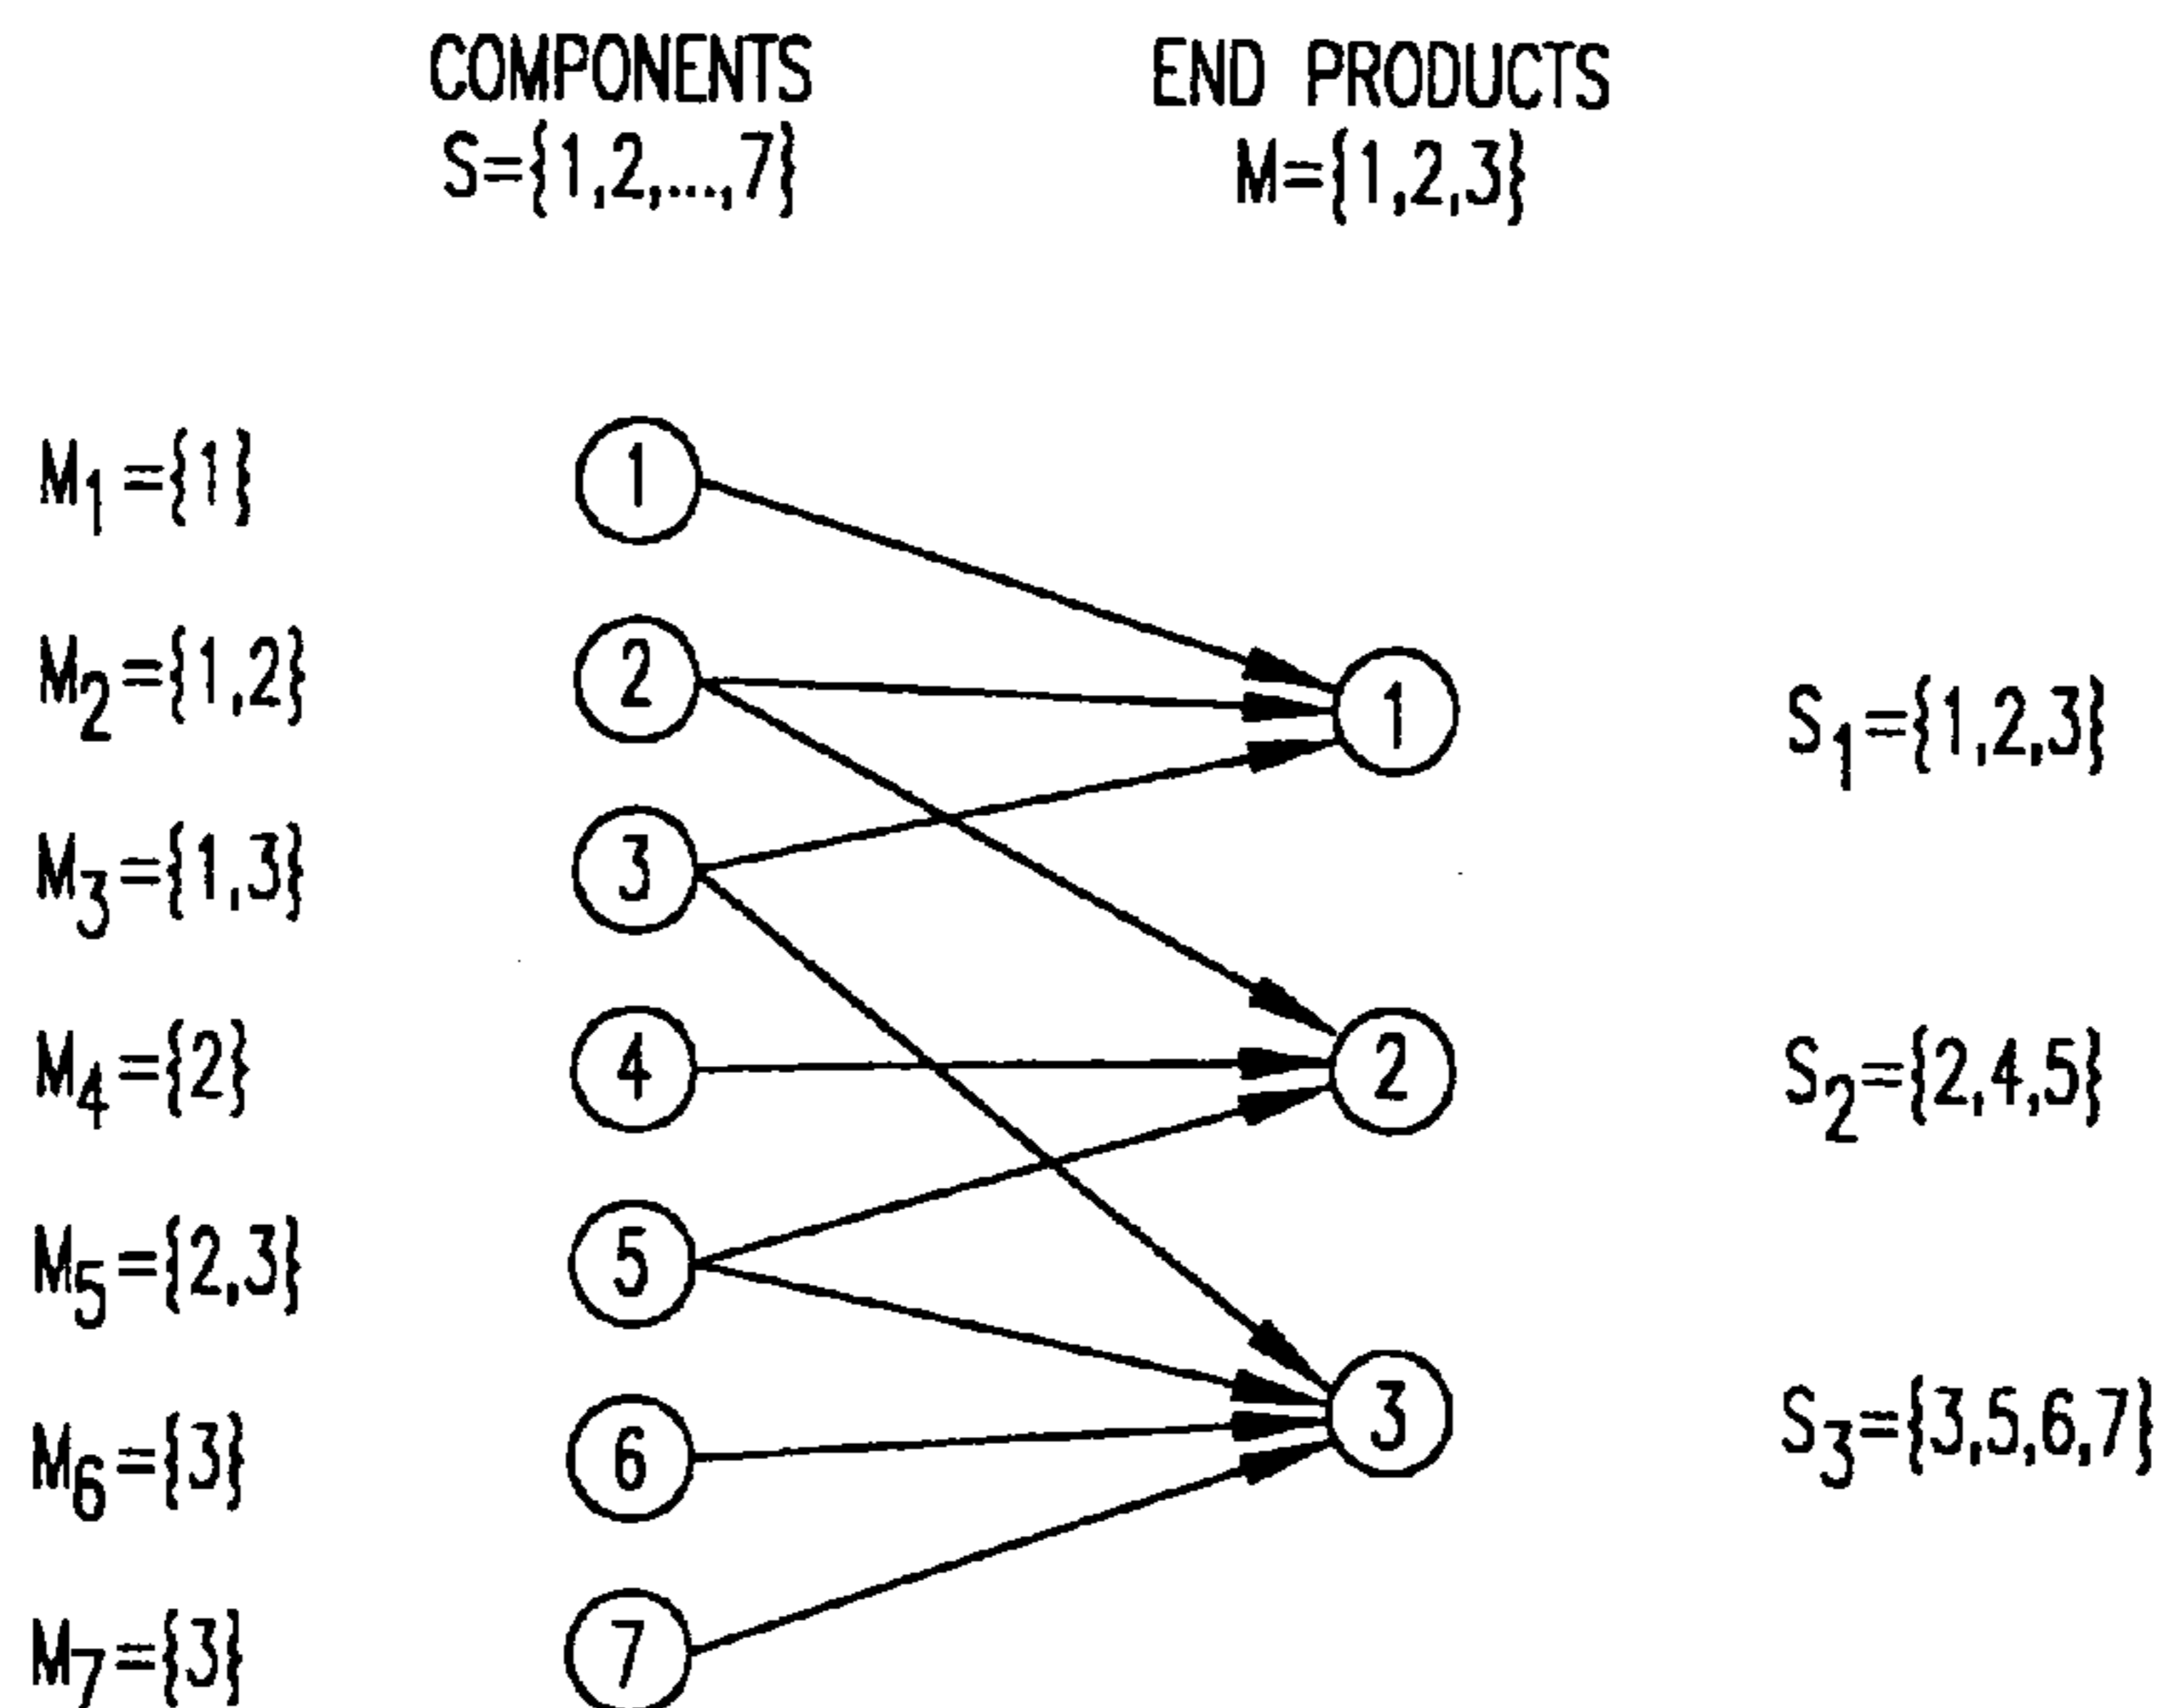 COMPONENTS
S={1,2,...,7}
END PRODUCTS
M={1,2,3}
M1={1}
1
M2={1,2}
2
1
S1={1,2,3}
M3={1,3}
3
M4={2}
4
2
S2={2,4,5}
M5={2,3}
5
M6={3}
6
3
S3={3,5,6,7}
M7={3}
7